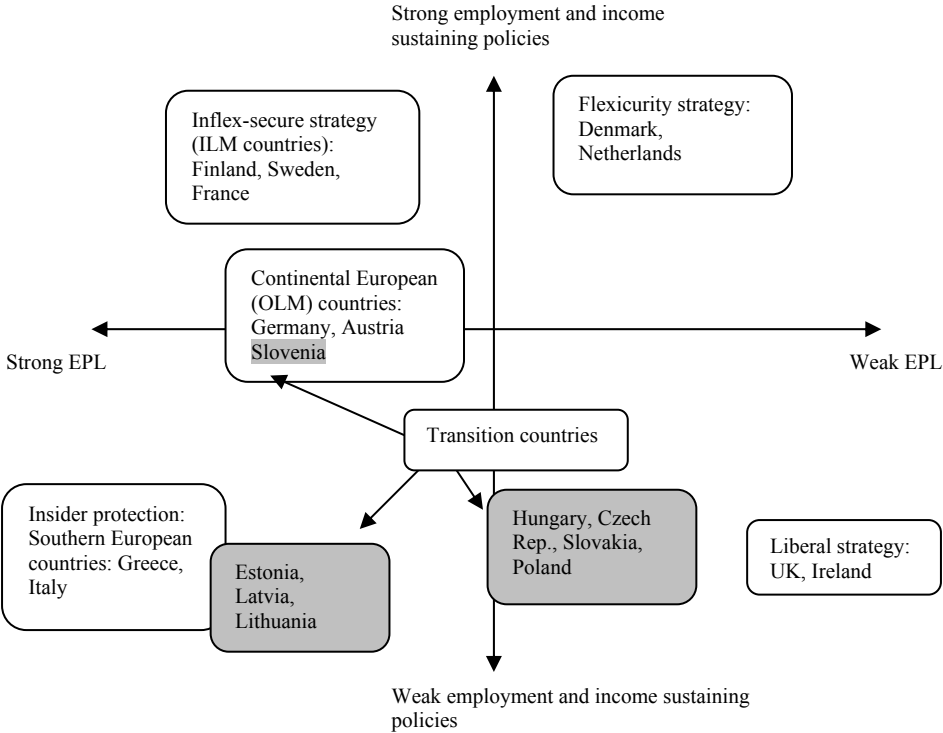 Strong employment and income
sustaining policies
Inflex-secure strategy
(ILM countries):
Finland, Sweden,
France
Flexicurity strategy:
Denmark,
Netherlands
Continental European
(OLM) countries:
Germany, Austria
Slovenia
Strong EPL
Weak EPL
Transition countries
Insider protection:
Southern European
countries: Greece,
Italy
Estonia,
Latvia,
Lithuania
Hungary, Czech
Rep., Slovakia,
Poland
Liberal strategy:
UK, Ireland
Weak employment and income sustaining
policies